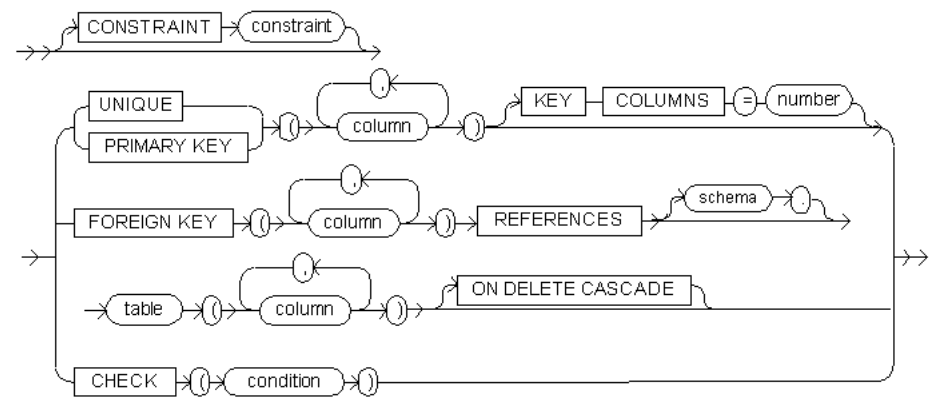 CONSTRAINT constraint
,
UNIQUE KEY COLUMNS = number
PRIMARY KEY ( column )
,
FOREIGN KEY ( column ) REFERENCES schema .
,
table ( column ) ON DELETE CASCADE
CHECK ( condition )